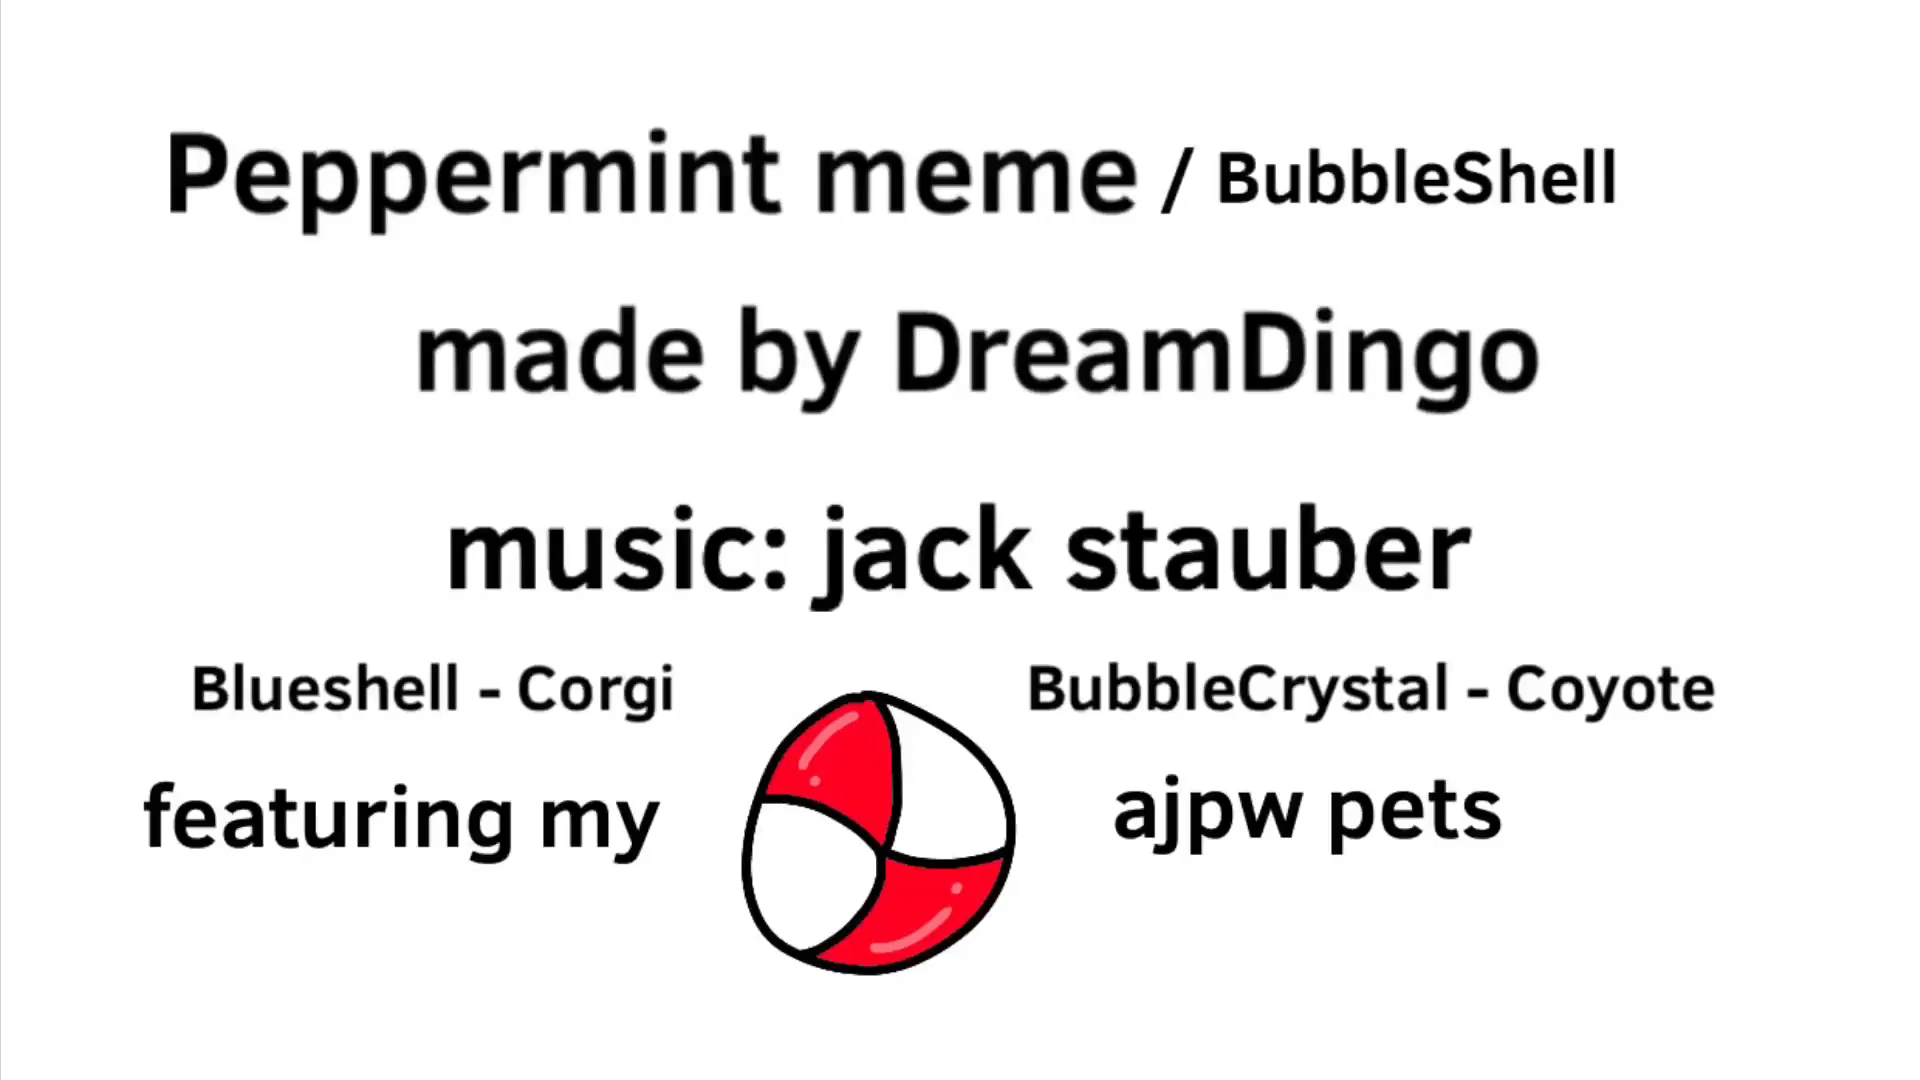 Peppermint meme / BubbleShell
made by DreamDingo
music: jack stauber
Blueshell - Corgi
BubbleCrystal - Coyote
featuring my
ajpw pets